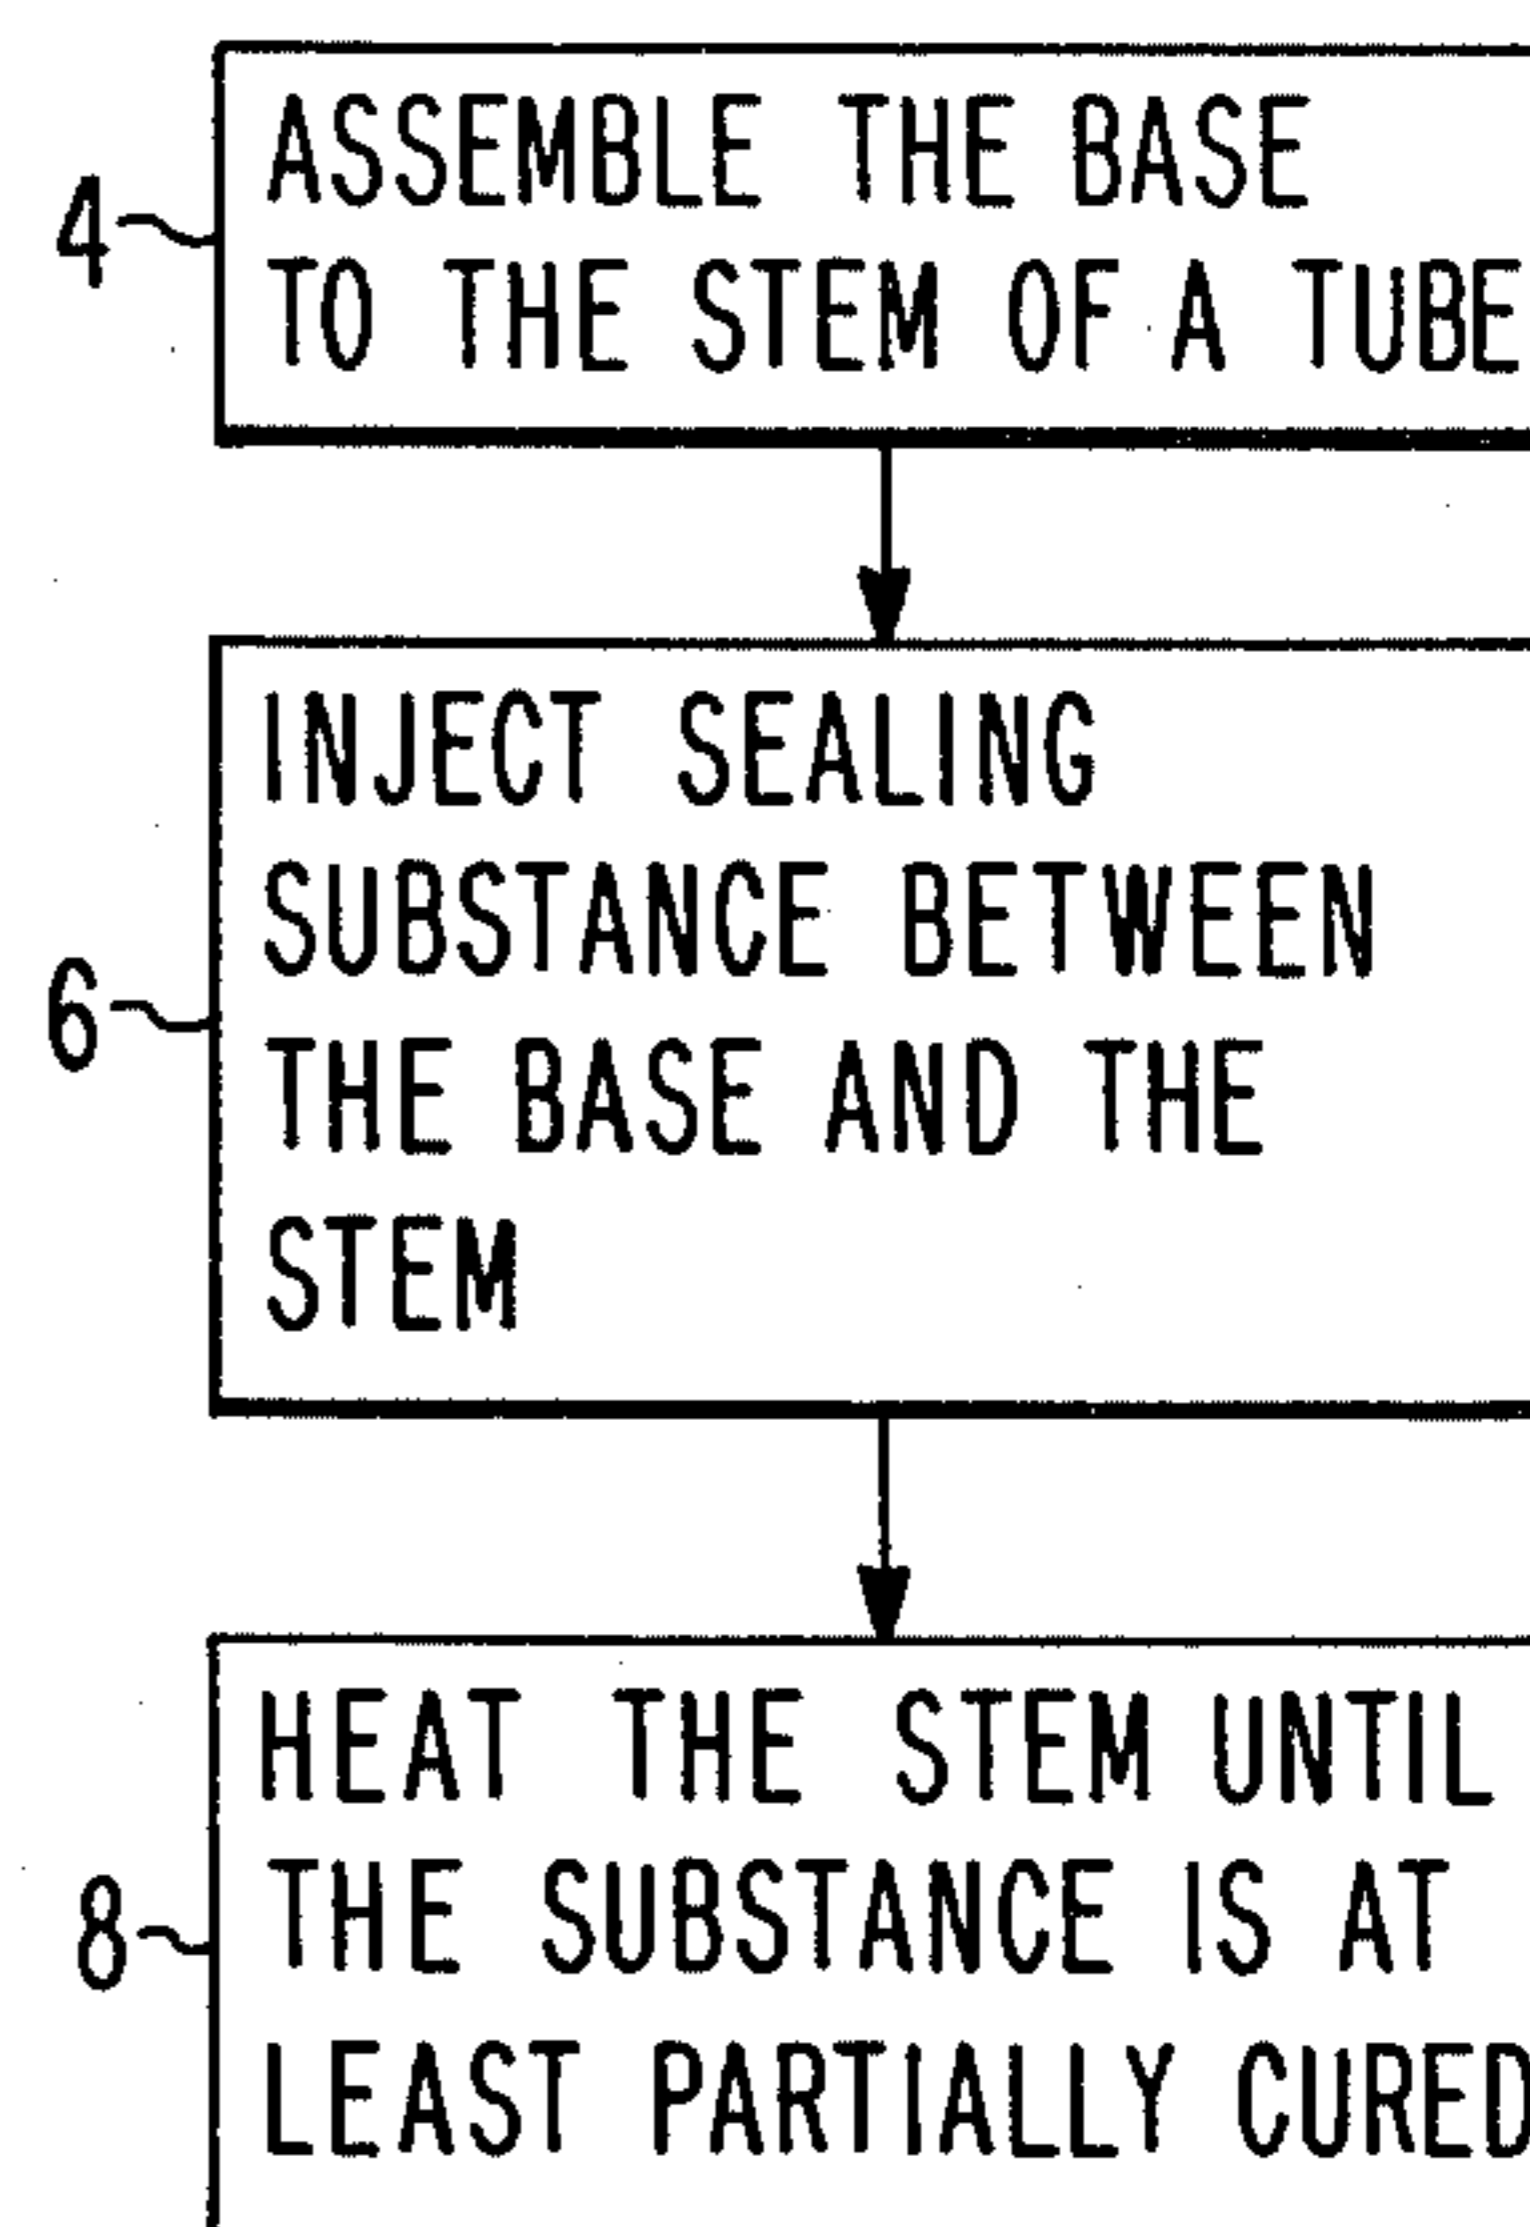 4
ASSEMBLE THE BASE
TO THE STEM OF A TUBE
6
INJECT SEALING
SUBSTANCE BETWEEN
THE BASE AND THE
STEM
8
HEAT THE STEM UNTIL
THE SUBSTANCE IS AT
LEAST PARTIALLY CURED